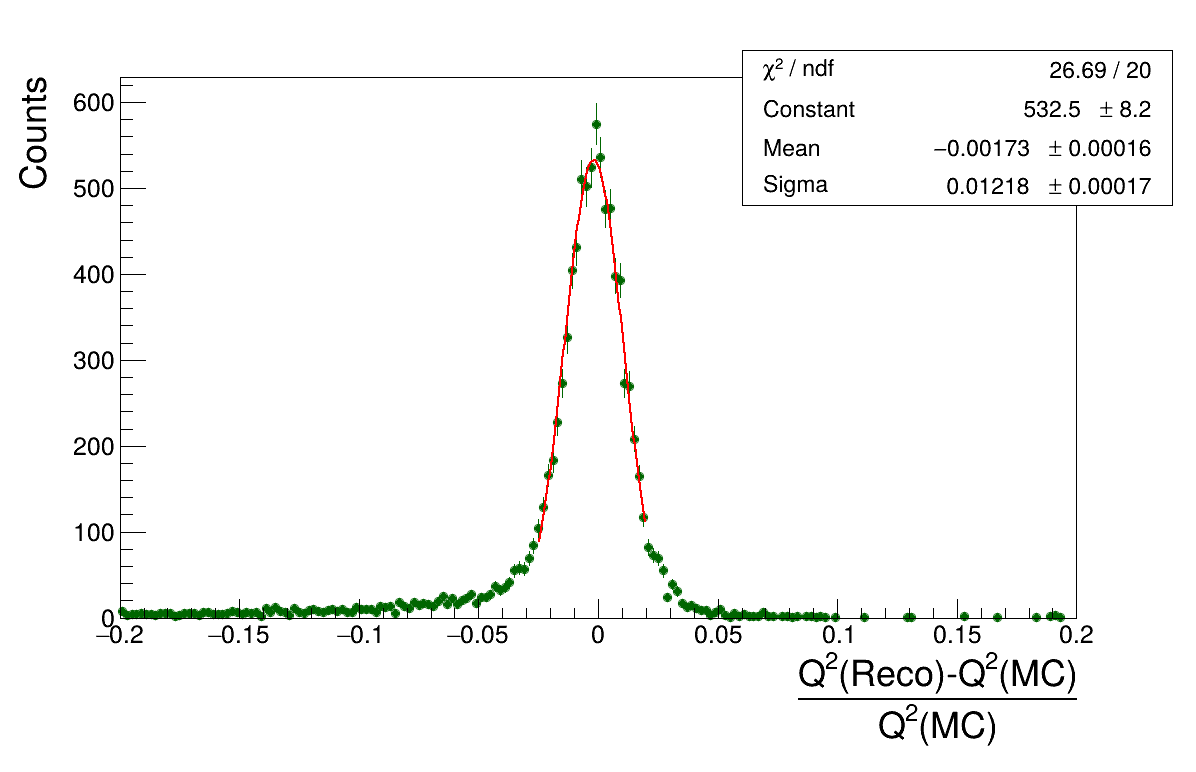 χ² / ndf 26.69 / 20
Constant 532.5 ± 8.2
Mean −0.00173 ± 0.00016
Sigma 0.01218 ± 0.00017
Counts
600
500
400
300
200
100
0
−0.2 −0.15 −0.1 −0.05 0 0.05 0.1 0.15 0.2
Q²(Reco)-Q²(MC)
Q²(MC)